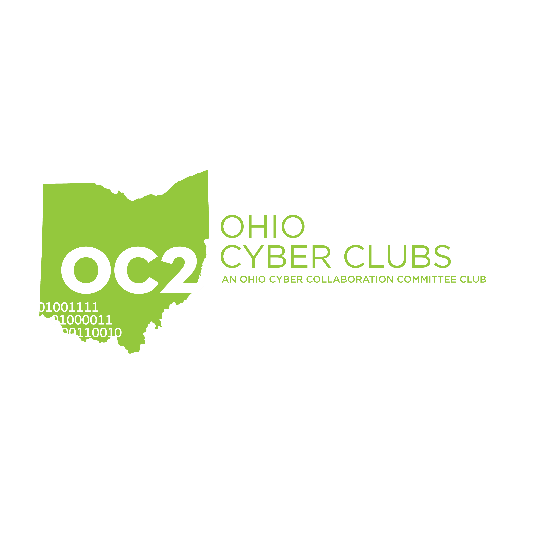 OC2
01001111
01000011
00110010
OHIO
CYBER CLUBS
AN OHIO CYBER COLLABORATION COMMITTEE CLUB